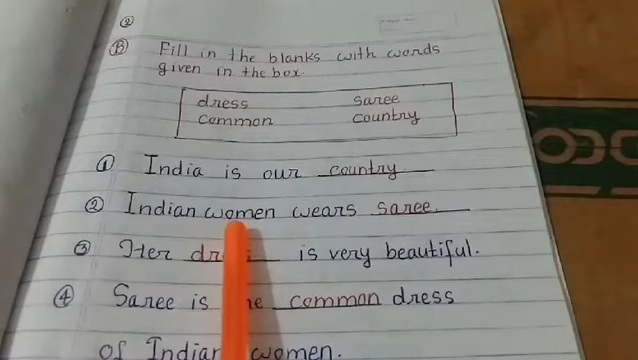 ②
Ⓑ Fill in the blanks with words
given in the box.
dress saree
common country
① India is our country
② Indian women wears saree.
③ Her is very beautiful.
④ Saree is common dress
of Indian women.